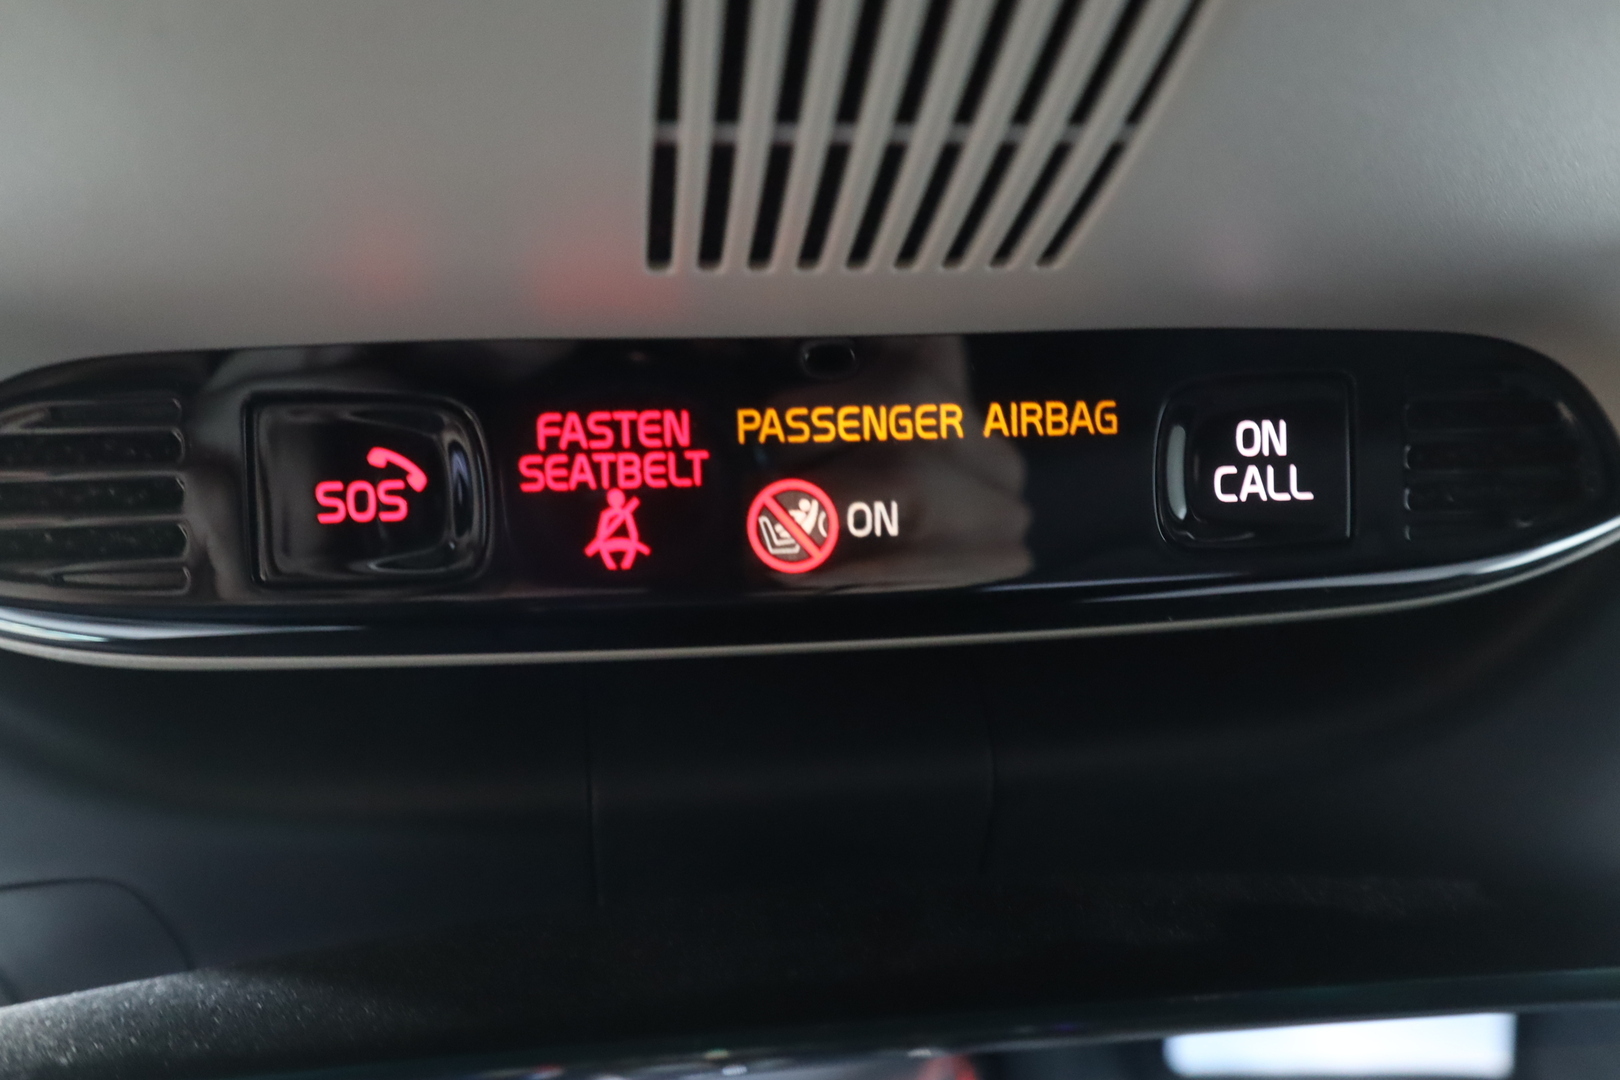 SOS
FASTEN
SEATBELT
PASSENGER AIRBAG
ON
ON
CALL